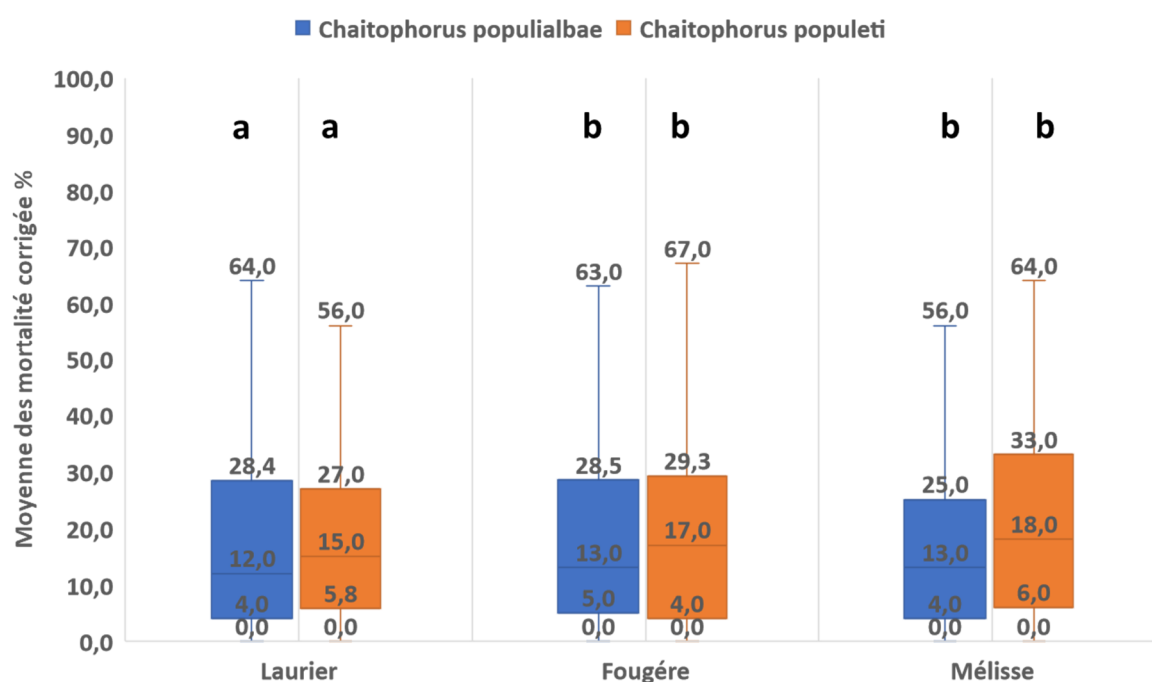 Chaitophorus populialbae Chaitophorus populeti
Moyenne des mortalité corrigée %
100,0
90,0
80,0
70,0
60,0
50,0
40,0
30,0
20,0
10,0
0,0
a a b b b b
64,0 56,0 63,0 67,0 56,0 64,0
28,4 27,0 28,5 29,3 25,0 33,0
12,0 15,0 13,0 17,0 13,0 18,0
4,0 5,8 5,0 4,0 4,0 6,0
0,0 0,0 0,0 0,0 0,0 0,0
Laurier Fougére Mélisse